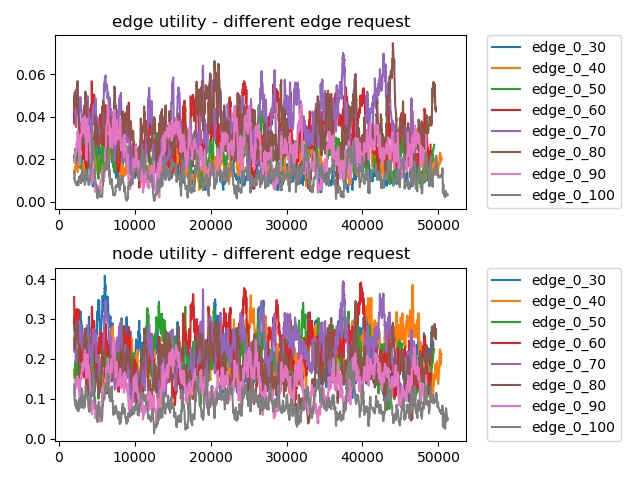 edge utility - different edge request
0.06
0.04
0.02
0.00
0 10000 20000 30000 40000 50000
edge_0_30
edge_0_40
edge_0_50
edge_0_60
edge_0_70
edge_0_80
edge_0_90
edge_0_100
node utility - different edge request
0.4
0.3
0.2
0.1
0.0
0 10000 20000 30000 40000 50000
edge_0_30
edge_0_40
edge_0_50
edge_0_60
edge_0_70
edge_0_80
edge_0_90
edge_0_100